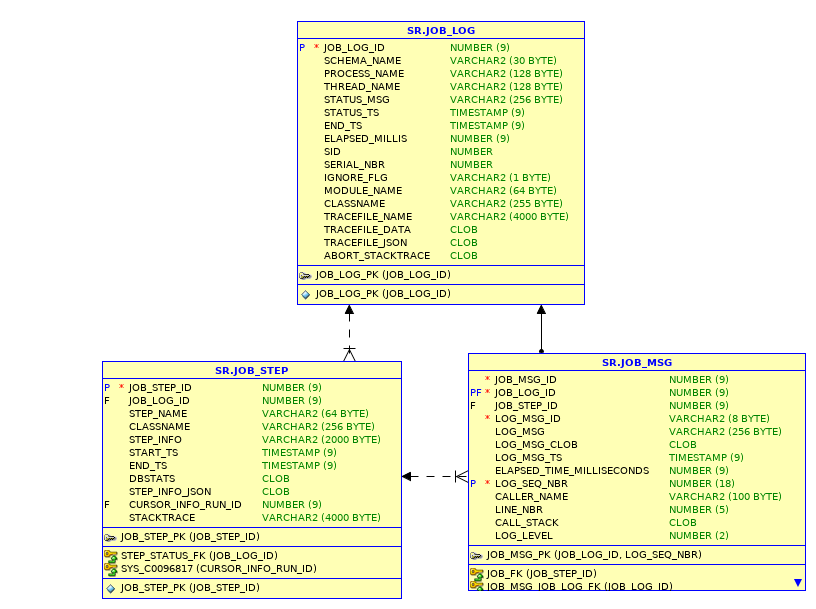 SR.JOB_LOG
P * JOB_LOG_ID NUMBER (9)
SCHEMA_NAME VARCHAR2 (30 BYTE)
PROCESS_NAME VARCHAR2 (128 BYTE)
THREAD_NAME VARCHAR2 (128 BYTE)
STATUS_MSG VARCHAR2 (256 BYTE)
STATUS_TS TIMESTAMP (9)
END_TS TIMESTAMP (9)
ELAPSED_MILLIS NUMBER (9)
SID NUMBER
SERIAL_NBR NUMBER
IGNORE_FLG VARCHAR2 (1 BYTE)
MODULE_NAME VARCHAR2 (64 BYTE)
CLASSNAME VARCHAR2 (255 BYTE)
TRACEFILE_NAME VARCHAR2 (4000 BYTE)
TRACEFILE_DATA CLOB
TRACEFILE_JSON CLOB
ABORT_STACKTRACE CLOB
JOB_LOG_PK (JOB_LOG_ID)
JOB_LOG_PK (JOB_LOG_ID)
SR.JOB_STEP
P * JOB_STEP_ID NUMBER (9)
F JOB_LOG_ID NUMBER (9)
STEP_NAME VARCHAR2 (64 BYTE)
CLASSNAME VARCHAR2 (256 BYTE)
STEP_INFO VARCHAR2 (2000 BYTE)
START_TS TIMESTAMP (9)
END_TS TIMESTAMP (9)
DBSTATS CLOB
STEP_INFO_JSON CLOB
F CURSOR_INFO_RUN_ID NUMBER (9)
STACKTRACE VARCHAR2 (4000 BYTE)
JOB_STEP_PK (JOB_STEP_ID)
STEP_STATUS_FK (JOB_LOG_ID)
SYS_C0096817 (CURSOR_INFO_RUN_ID)
JOB_STEP_PK (JOB_STEP_ID)
SR.JOB_MSG
* JOB_MSG_ID NUMBER (9)
PF * JOB_LOG_ID NUMBER (9)
F JOB_STEP_ID NUMBER (9)
* LOG_MSG_ID VARCHAR2 (8 BYTE)
LOG_MSG VARCHAR2 (256 BYTE)
LOG_MSG_CLOB CLOB
LOG_MSG_TS TIMESTAMP (9)
ELAPSED_TIME_MILLISECONDS NUMBER (9)
P * LOG_SEQ_NBR NUMBER (18)
CALLER_NAME VARCHAR2 (100 BYTE)
LINE_NBR NUMBER (5)
CALL_STACK CLOB
LOG_LEVEL NUMBER (2)
JOB_MSG_PK (JOB_LOG_ID, LOG_SEQ_NBR)
JOB_FK (JOB_STEP_ID)
JOB_MSG_JOB_LOG_FK (JOB_LOG_ID)